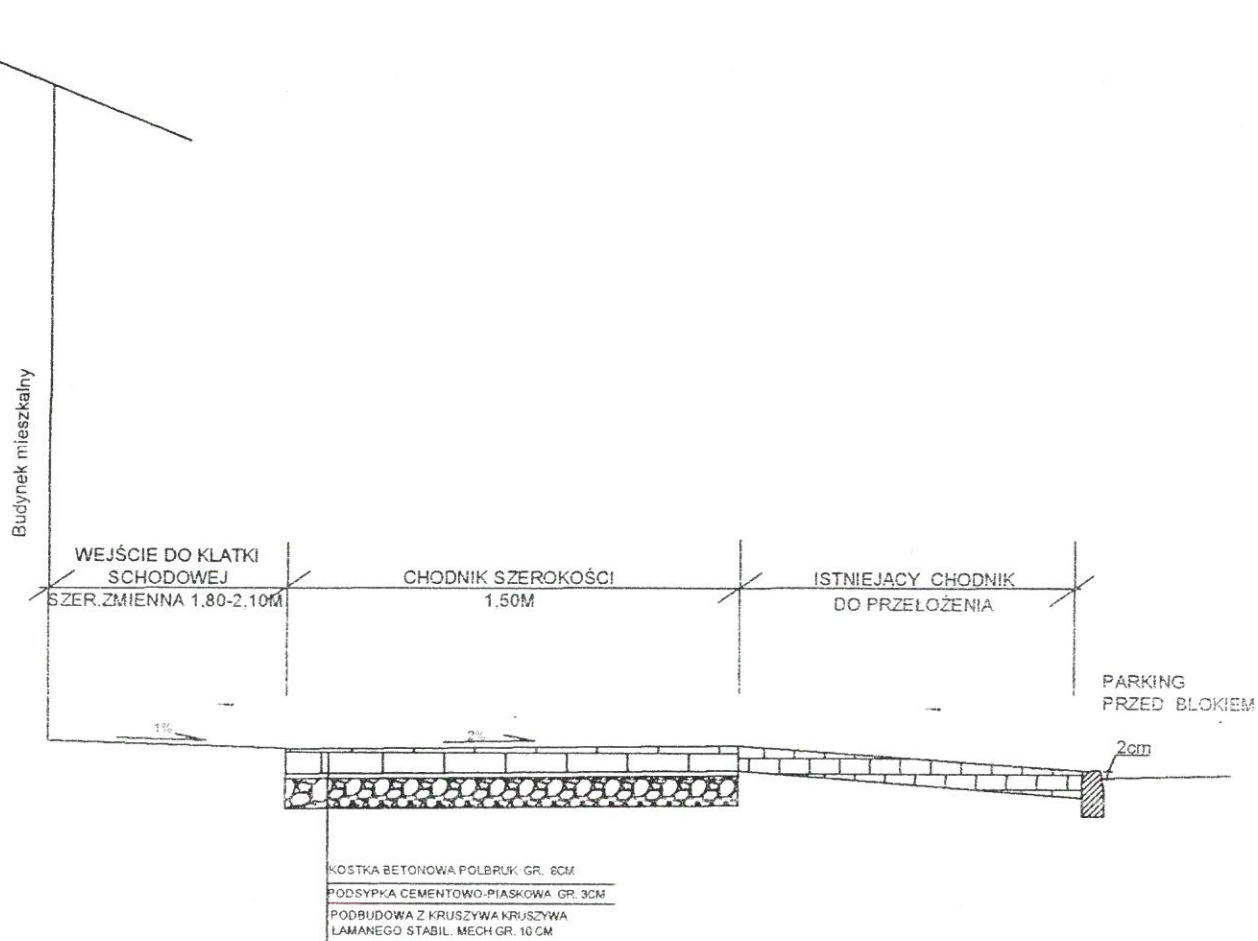 Budynek mieszkalny
WEJŚCIE DO KLATKI
SCHODOWEJ
SZER.ZMIENNA 1.80-2.10M
CHODNIK SZEROKOŚCI
1.50M
ISTNIEJACY CHODNIK
DO PRZEŁOŻENIA
PARKING
PRZED BLOKIEM
1%
2%
2cm
KOSTKA BETONOWA POLBRUK GR. 8CM
PODSYPKA CEMENTOWO-PIASKOWA GR. 3CM
PODBUDOWA Z KRUSZYWA KRUSZYWA
ŁAMANEGO STABIL. MECH GR. 10 CM